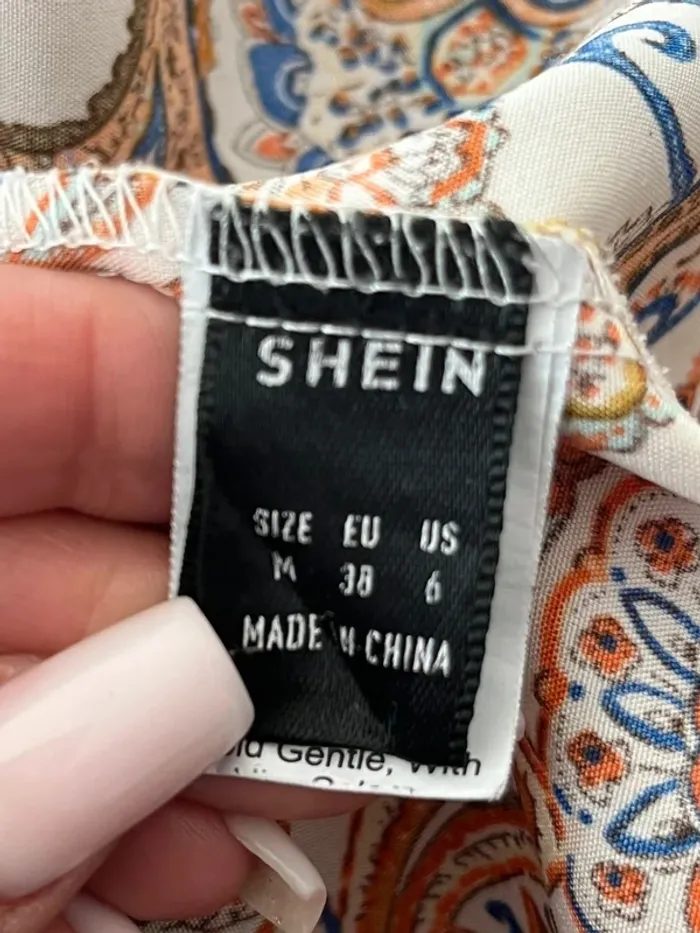 SHEIN
SIZE EU US
M 38 6
MADE IN CHINA
Gentle, With